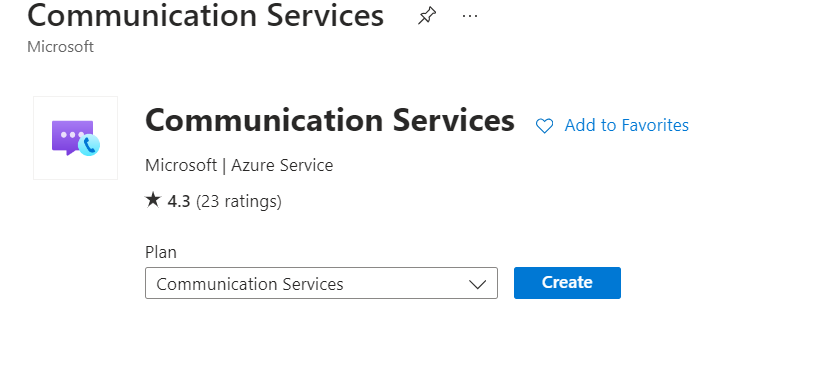 Communication Services
...
Microsoft
Communication Services
Add to Favorites
Microsoft | Azure Service
★ 4.3 (23 ratings)
Plan
Communication Services
Create